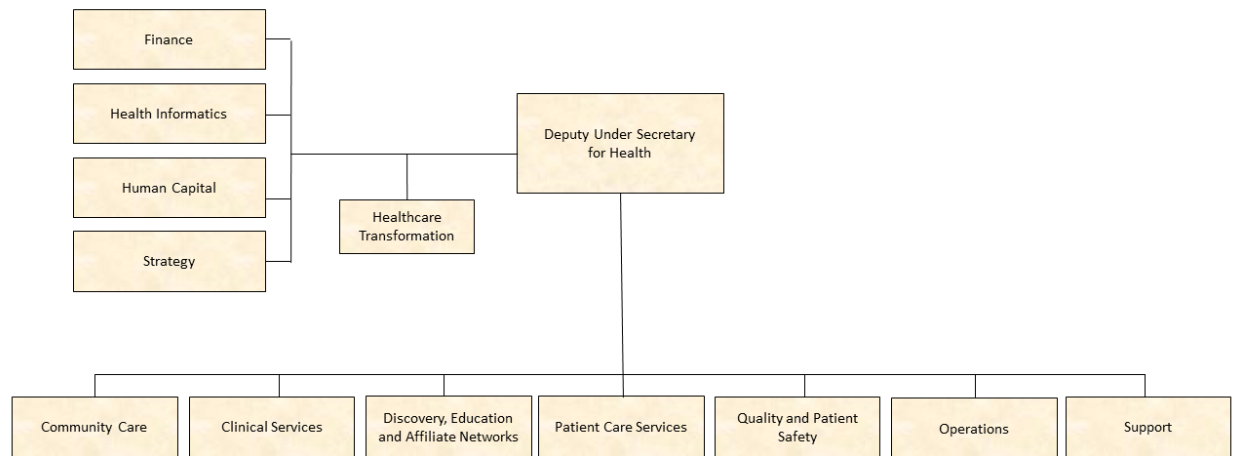 Finance
Health Informatics
Human Capital
Strategy
Healthcare
Transformation
Deputy Under Secretary
for Health
Community Care
Clinical Services
Discovery, Education
and Affiliate Networks
Patient Care Services
Quality and Patient
Safety
Operations
Support